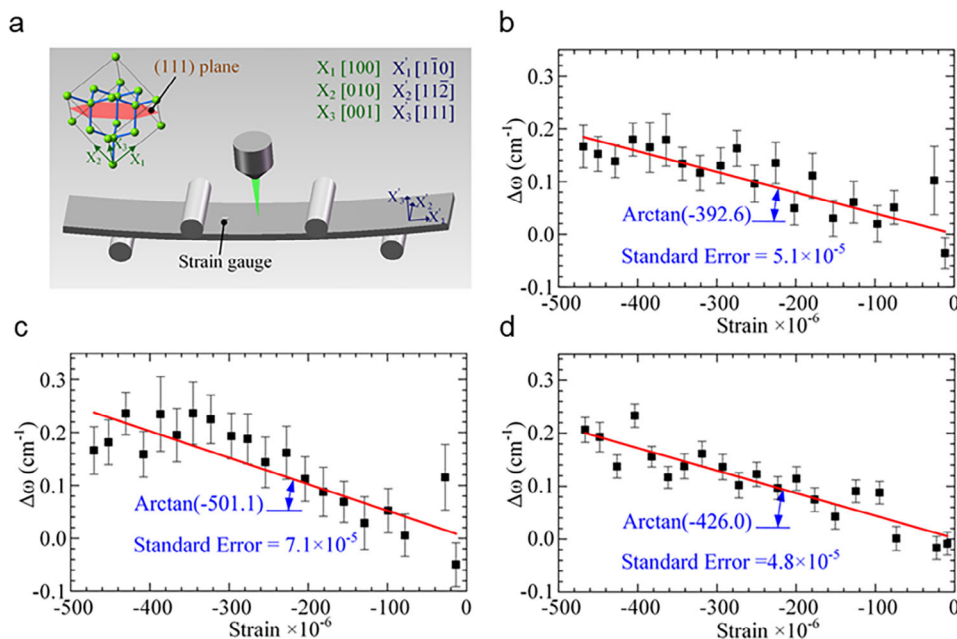 a
(111) plane
X₁ [100] X'₁ [11̅0]
X₂ [010] X'₂ [112̅]
X₃ [001] X'₃ [111]
X₂ X₃ X₁
X'₃ X'₂ X'₁
Strain gauge
b
Δω (cm⁻¹)
0.3
0.2
0.1
0.0
-0.1
Arctan(-392.6)
Standard Error = 5.1×10⁻⁵
-500 -400 -300 -200 -100 0
Strain ×10⁻⁶
c
Δω (cm⁻¹)
0.3
0.2
0.1
0.0
-0.1
Arctan(-501.1)
Standard Error = 7.1×10⁻⁵
-500 -400 -300 -200 -100 0
Strain ×10⁻⁶
d
Δω (cm⁻¹)
0.3
0.2
0.1
0.0
-0.1
Arctan(-426.0)
Standard Error =4.8×10⁻⁵
-500 -400 -300 -200 -100 0
Strain ×10⁻⁶